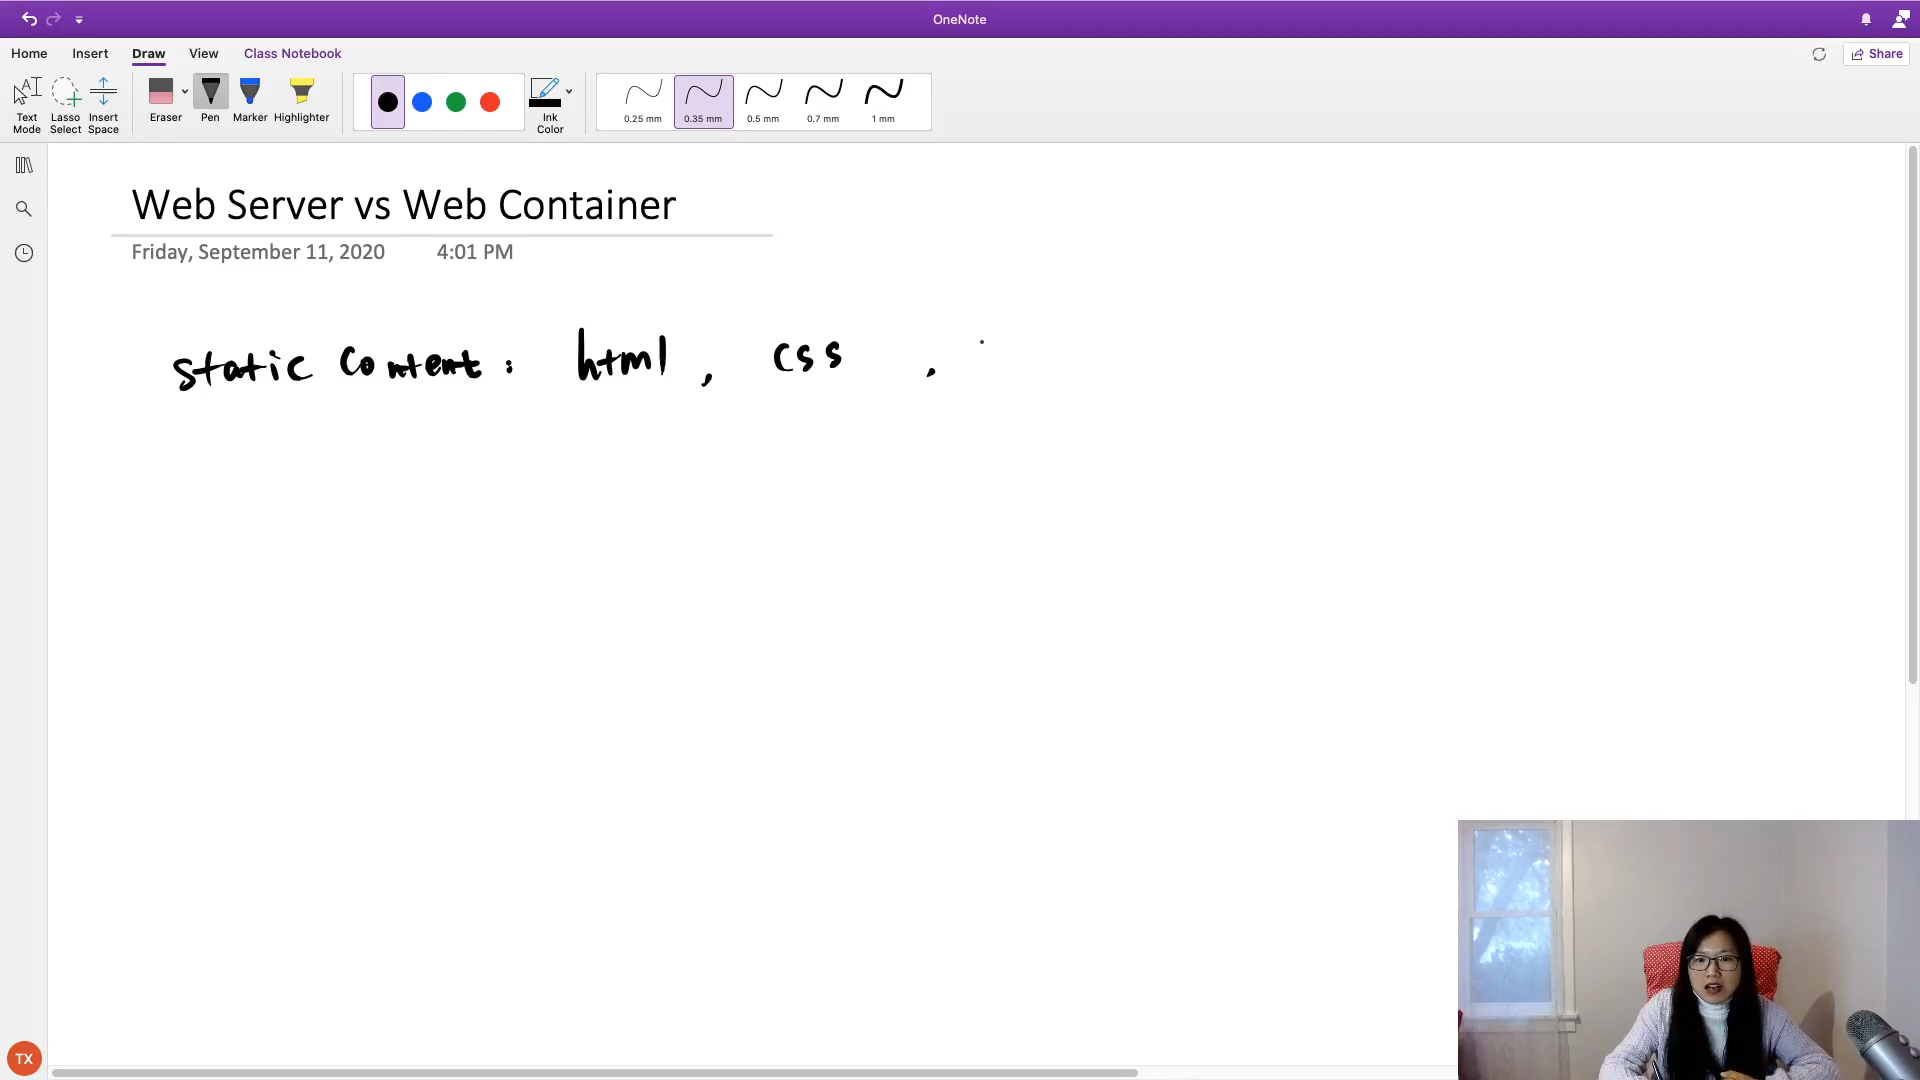 OneNote
Home Insert Draw View Class Notebook Share
Text Mode Lasso Select Insert Space Eraser Pen Marker Highlighter Ink Color 0.25 mm 0.35 mm 0.5 mm 0.7 mm 1 mm
Web Server vs Web Container
Friday, September 11, 2020 4:01 PM
static content : html , css ,
TX